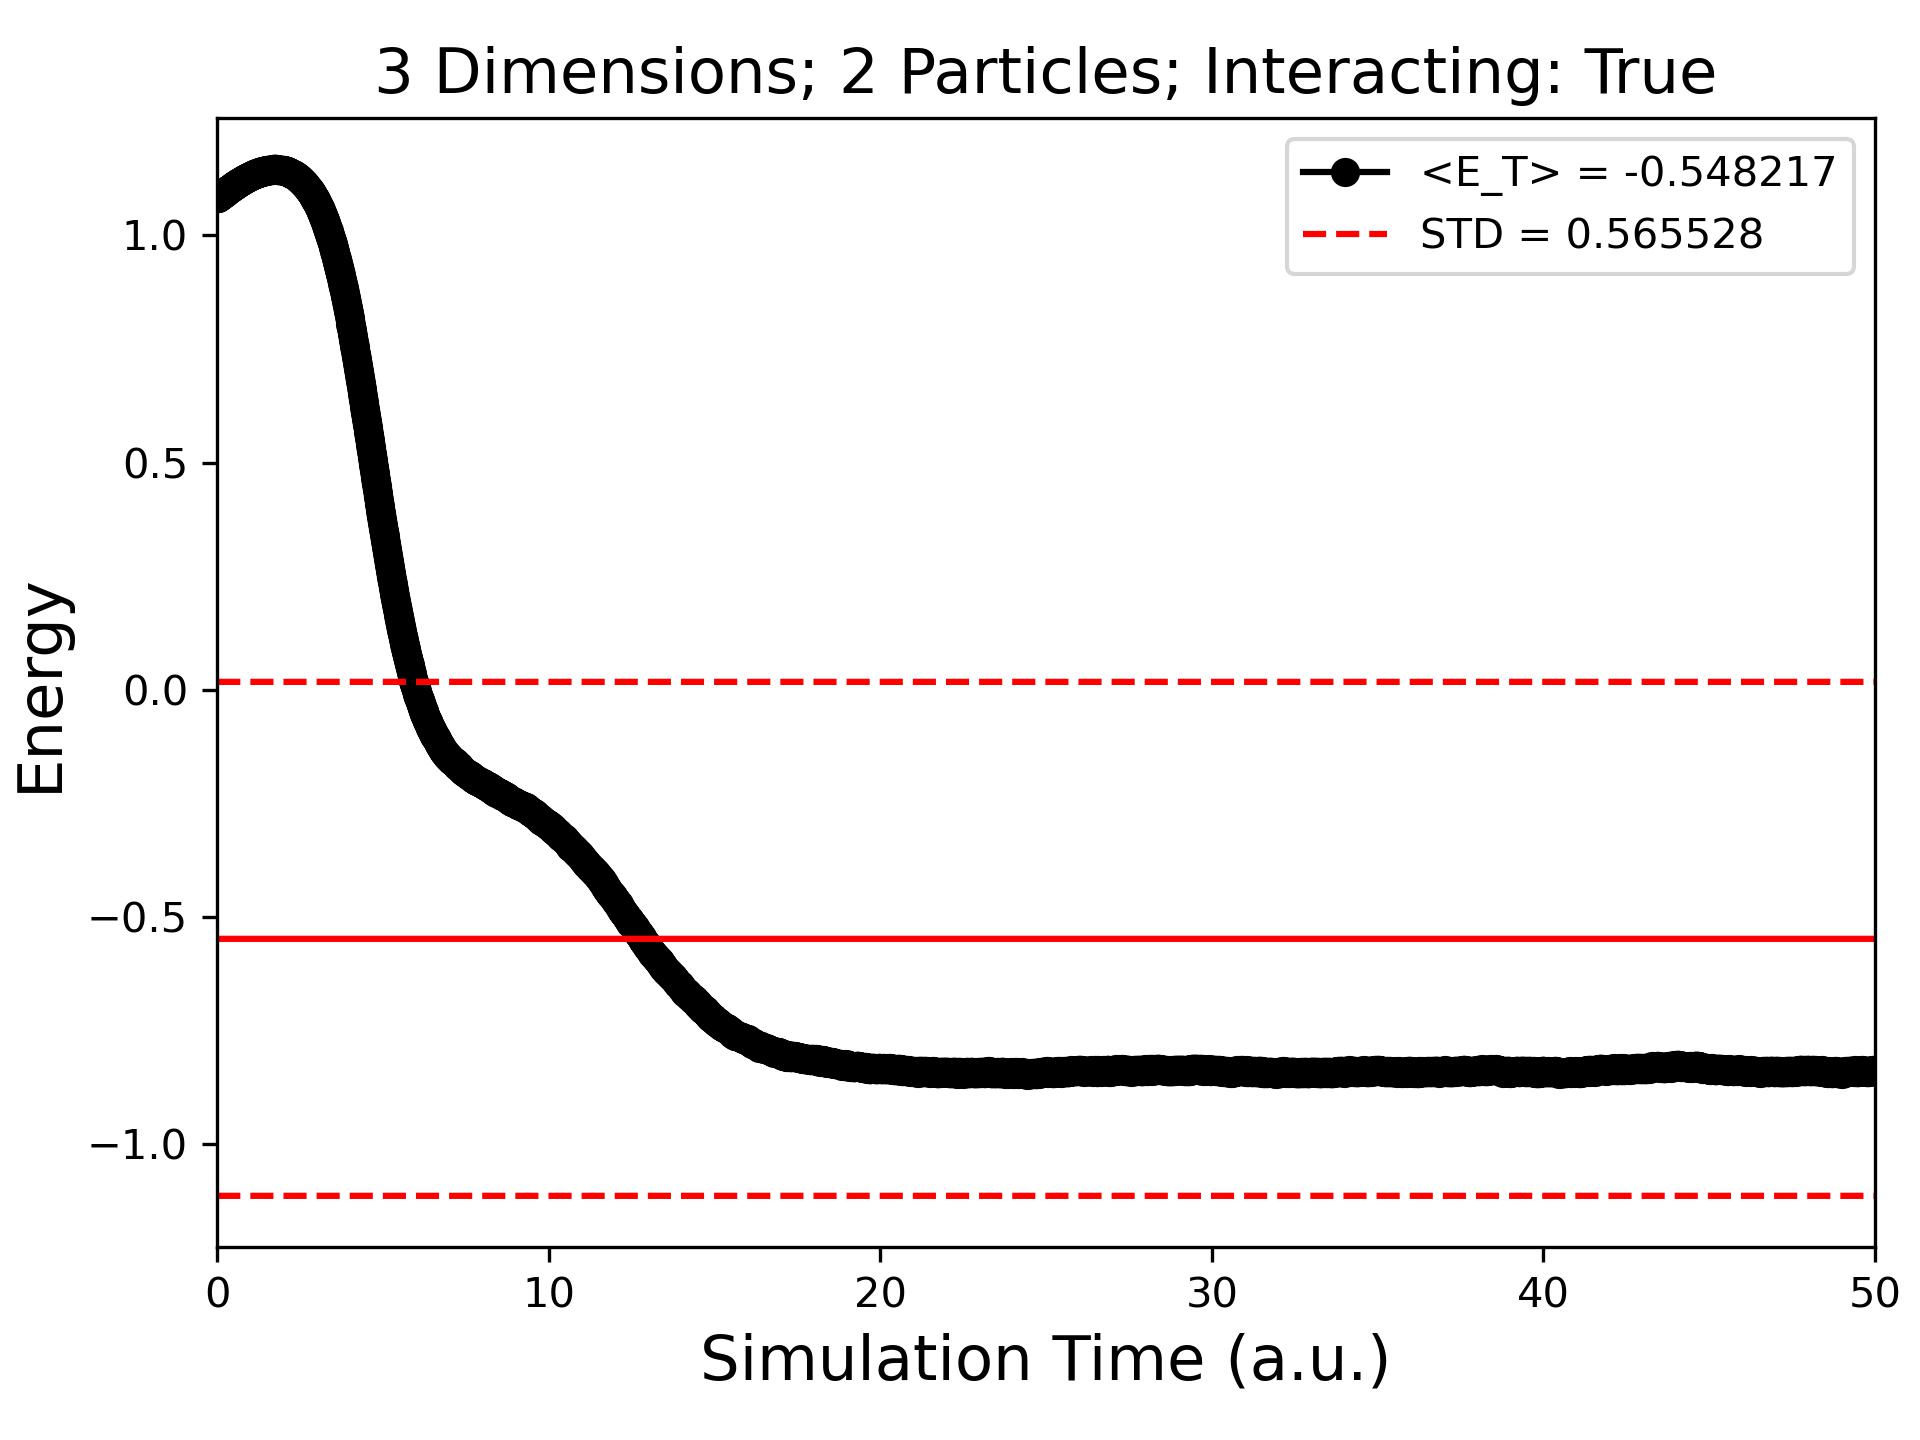 3 Dimensions; 2 Particles; Interacting: True
<E_T> = -0.548217
STD = 0.565528
Energy
1.0
0.5
0.0
−0.5
−1.0
0 10 20 30 40 50
Simulation Time (a.u.)